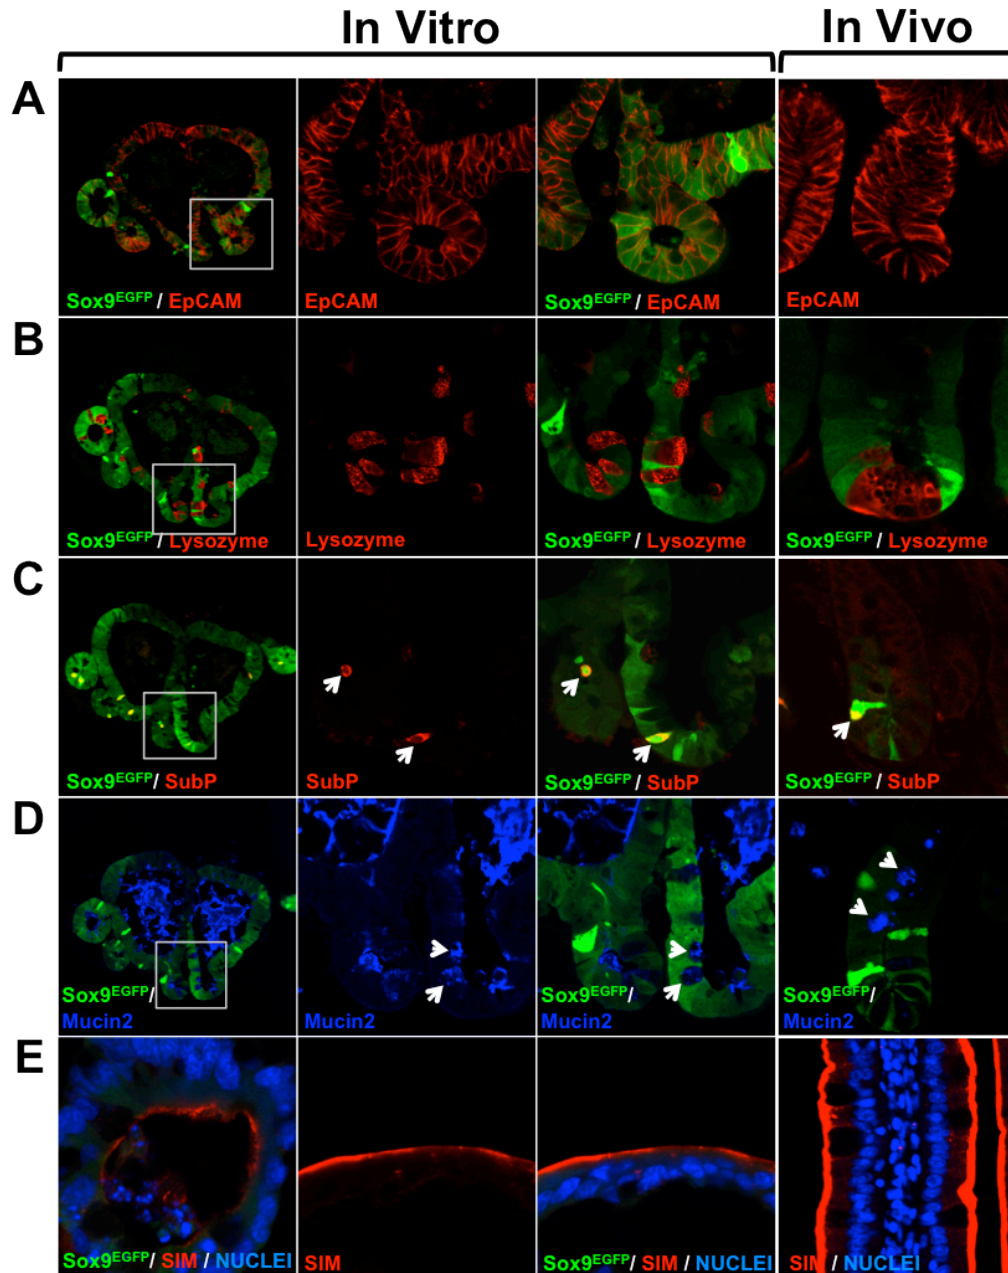 In Vitro
In Vivo
A
Sox9EGFP / EpCAM
EpCAM
Sox9EGFP / EpCAM
EpCAM
B
Sox9EGFP / Lysozyme
Lysozyme
Sox9EGFP / Lysozyme
Sox9EGFP / Lysozyme
C
Sox9EGFP/ SubP
SubP
Sox9EGFP / SubP
Sox9EGFP / SubP
D
Sox9EGFP/
Mucin2
Mucin2
Sox9EGFP/
Mucin2
Sox9EGFP/
Mucin2
E
Sox9EGFP/ SIM / NUCLEI
SIM
Sox9EGFP/ SIM / NUCLEI
SIM / NUCLEI